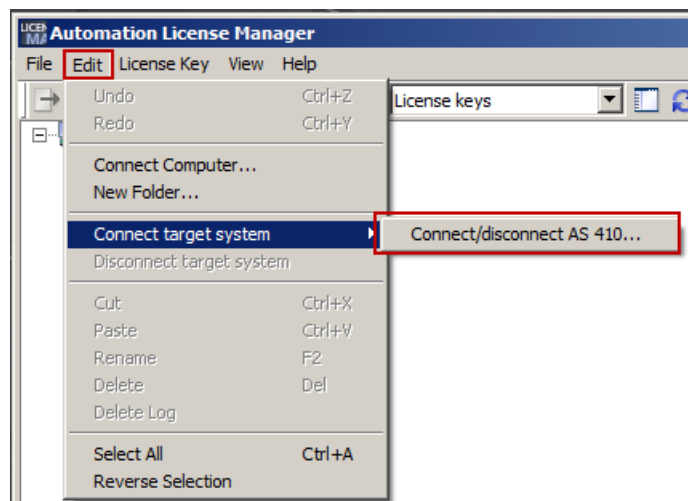 LICEN
MA
Automation License Manager
File Edit License Key View Help
License keys
Undo Ctrl+Z
Redo Ctrl+Y
Connect Computer...
New Folder...
Connect target system
Connect/disconnect AS 410...
Disconnect target system
Cut Ctrl+X
Paste Ctrl+V
Rename F2
Delete Del
Delete Log
Select All Ctrl+A
Reverse Selection